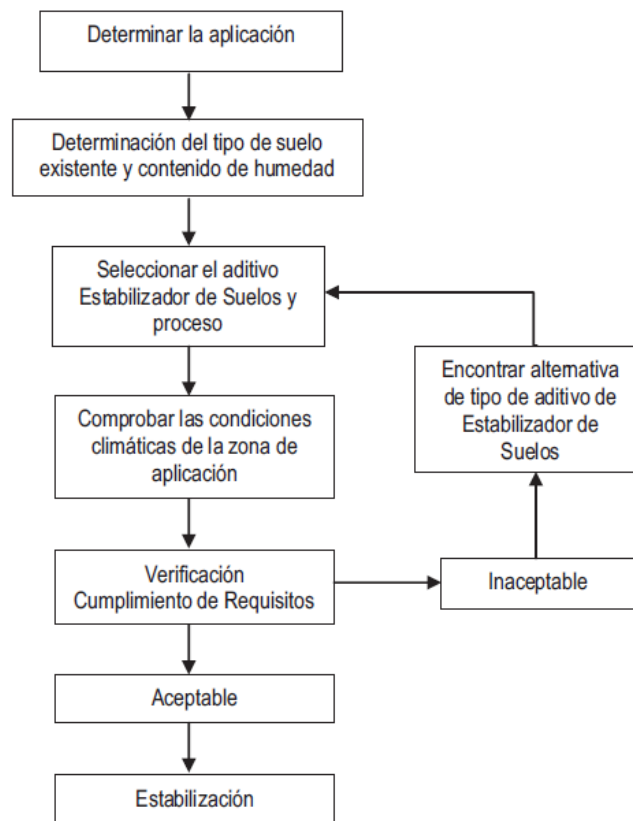 Determinar la aplicación
Determinación del tipo de suelo
existente y contenido de humedad
Seleccionar el aditivo
Estabilizador de Suelos y
proceso
Encontrar alternativa
de tipo de aditivo de
Estabilizador de
Suelos
Comprobar las condiciones
climáticas de la zona de
aplicación
Verificación
Cumplimiento de Requisitos
Inaceptable
Aceptable
Estabilización